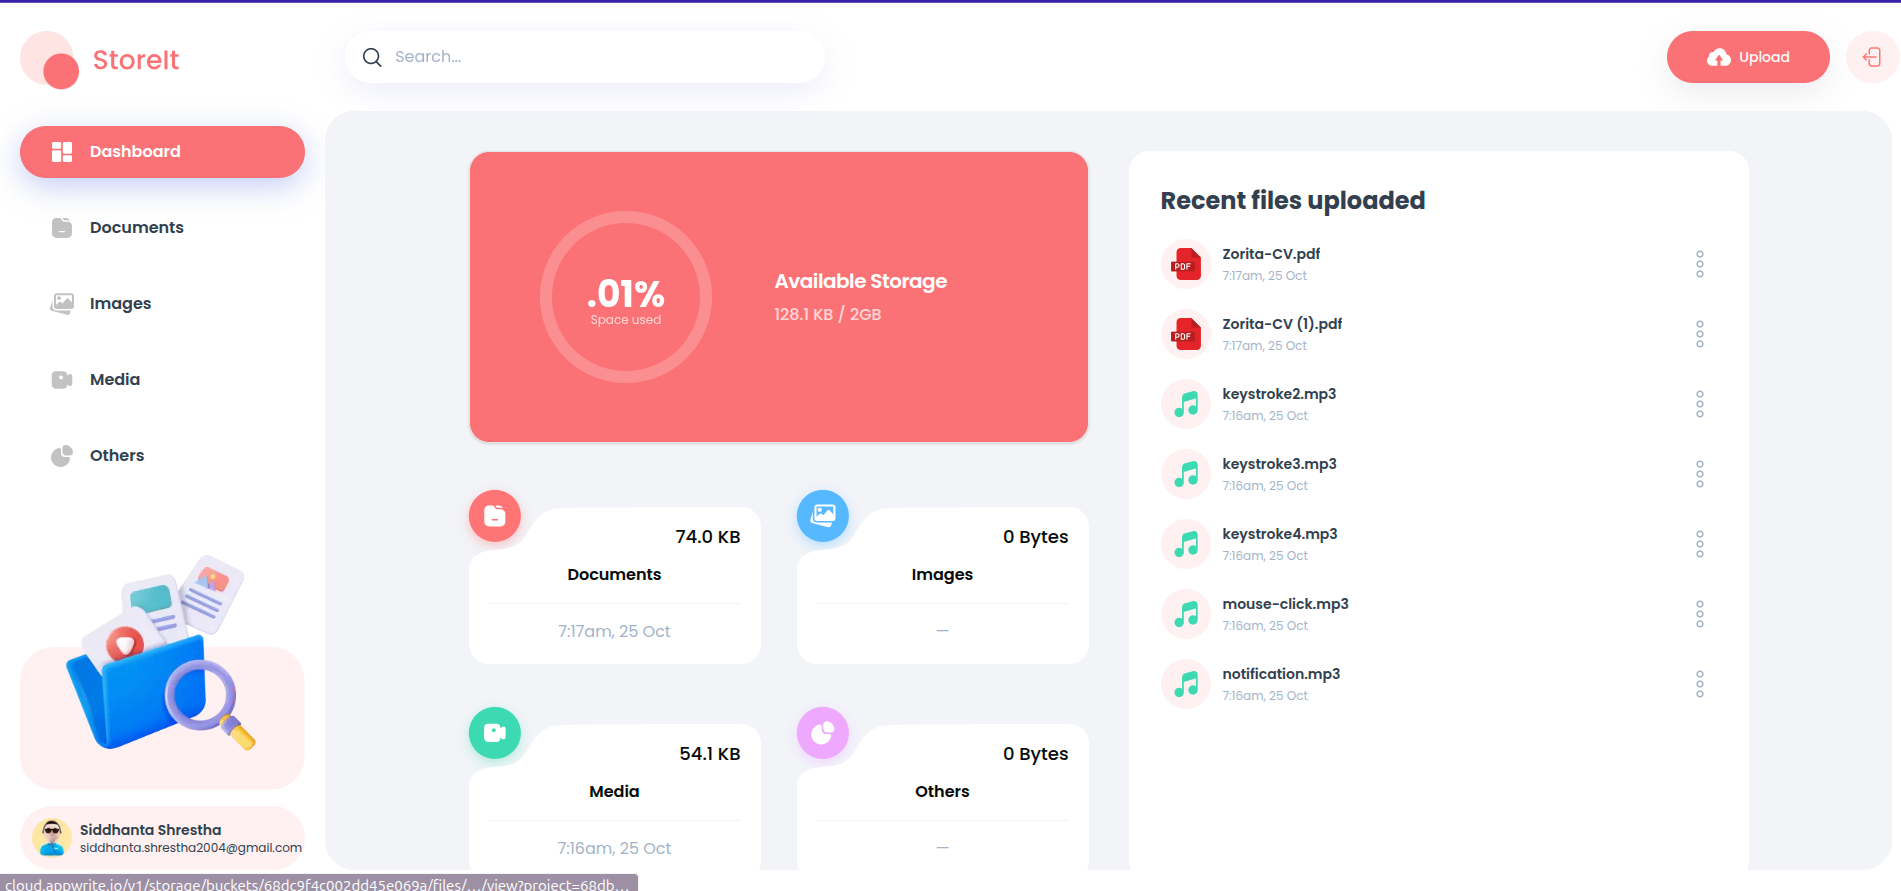 StoreIt
Search...
Upload
Dashboard
Documents
Images
Media
Others
Siddhanta Shrestha
siddhanta.shrestha2004@gmail.com
.01%
Space used
Available Storage
128.1 KB / 2GB
74.0 KB
Documents
7:17am, 25 Oct
0 Bytes
Images
—
54.1 KB
Media
7:16am, 25 Oct
0 Bytes
Others
—
Recent files uploaded
PDF
Zorita-CV.pdf
7:17am, 25 Oct
PDF
Zorita-CV (1).pdf
7:17am, 25 Oct
keystroke2.mp3
7:16am, 25 Oct
keystroke3.mp3
7:16am, 25 Oct
keystroke4.mp3
7:16am, 25 Oct
mouse-click.mp3
7:16am, 25 Oct
notification.mp3
7:16am, 25 Oct
cloud.appwrite.io/v1/storage/buckets/68dc9f4c002dd45e069a/files/.../view?project=68db...